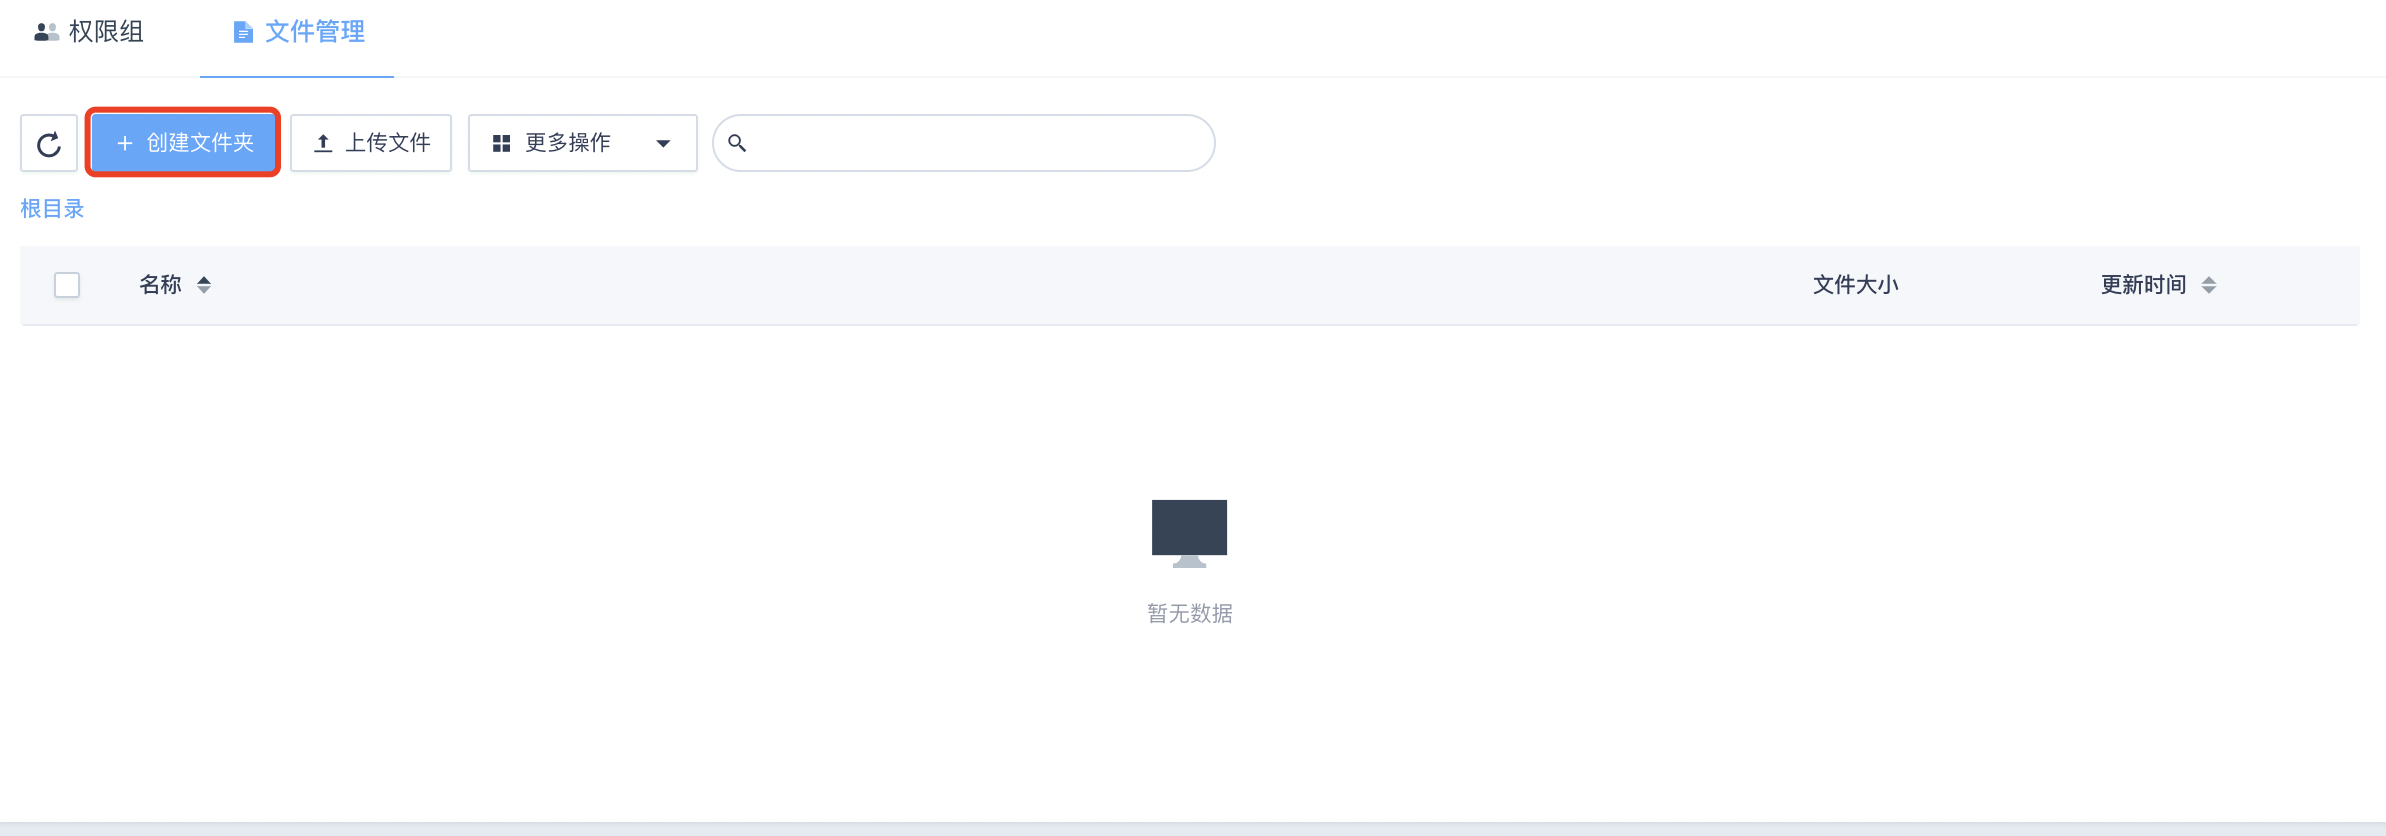 权限组 文件管理
创建文件夹 上传文件 更多操作
根目录
名称 文件大小 更新时间
暂无数据